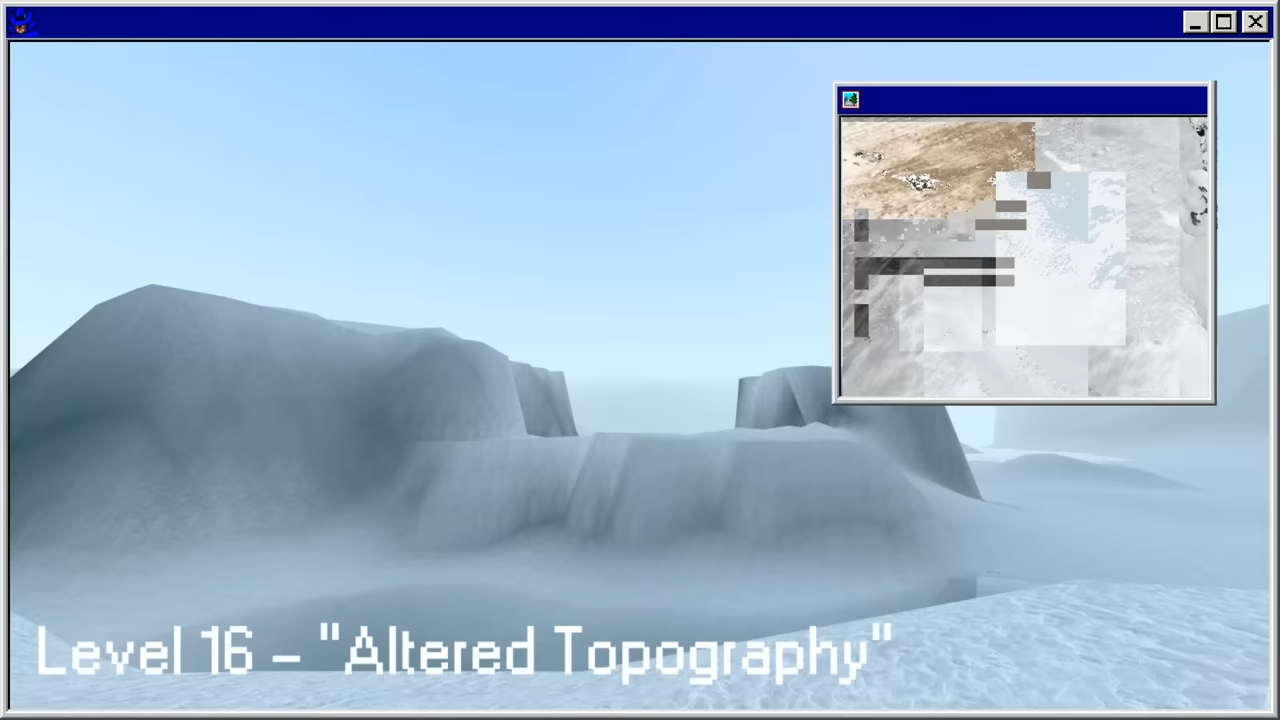 Level 16 – "Altered Topography"